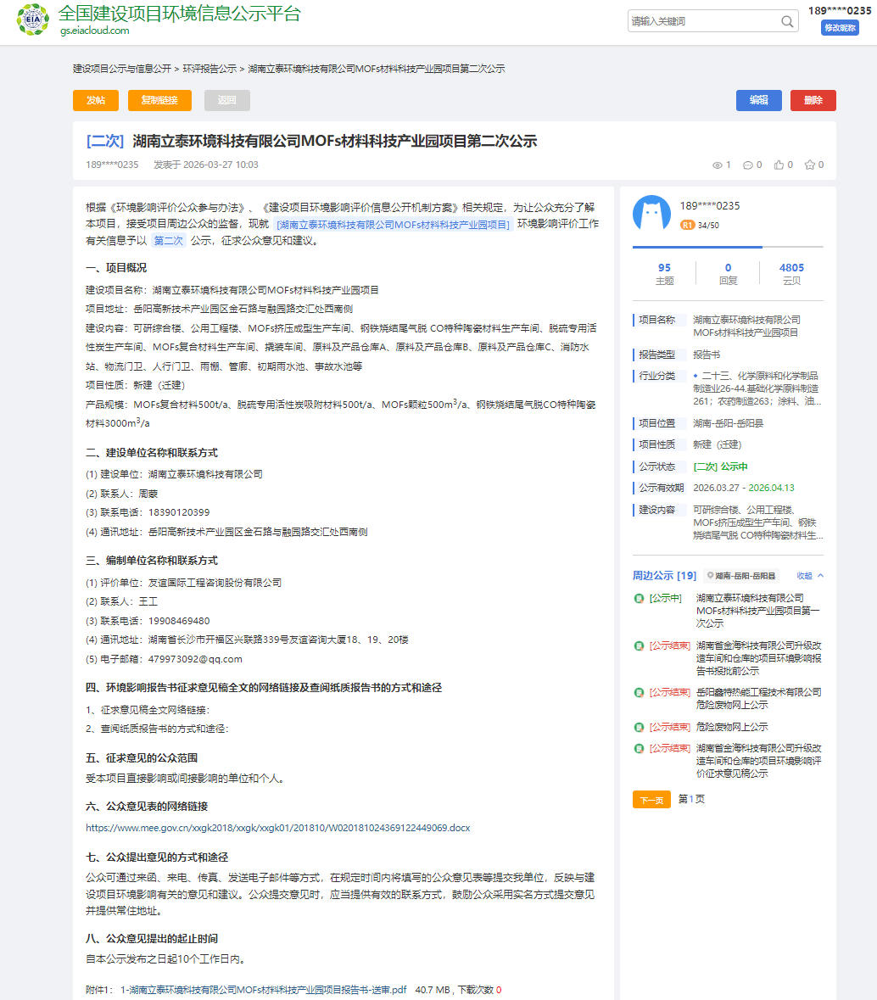 全国建设项目环境信息公示平台
gs.eiacloud.com
请输入关键词
189****0235
修改昵称
建设项目公示与信息公开 > 环评报告公示 > 湖南立泰环境科技有限公司MOFs材料科技产业园项目第二次公示
发帖
复制链接
返回
编辑
删除
[二次] 湖南立泰环境科技有限公司MOFs材料科技产业园项目第二次公示
189****0235 发表于 2026-03-27 10:03
1 0 0 0
根据《环境影响评价公众参与办法》、《建设项目环境影响评价信息公开机制方案》相关规定，为让公众充分了解
本项目，接受项目周边公众的监督，现就 [湖南立泰环境科技有限公司MOFs材料科技产业园项目] 环境影响评价工作
有关信息予以 第二次 公示，征求公众意见和建议。
一、项目概况
建设项目名称：湖南立泰环境科技有限公司MOFs材料科技产业园项目
项目地址：岳阳高新技术产业园区金石路与融园路交汇处西南侧
建设内容：可研综合楼、公用工程楼、MOFs挤压成型生产车间、钢铁烧结尾气脱 CO特种陶瓷材料生产车间、脱硫专用活
性炭生产车间、MOFs复合材料生产车间、撬装车间、原料及产品仓库A、原料及产品仓库B、原料及产品仓库C、消防水
站、物流门卫、人行门卫、雨棚、管廊、初期雨水池、事故水池等
项目性质：新建（迁建）
产品规模：MOFs复合材料500t/a、脱硫专用活性炭吸附材料500t/a、MOFs颗粒500m³/a、钢铁烧结尾气脱CO特种陶瓷
材料3000m³/a
二、建设单位名称和联系方式
(1) 建设单位：湖南立泰环境科技有限公司
(2) 联系人：周蒙
(3) 联系电话：18390120399
(4) 通讯地址：岳阳高新技术产业园区金石路与融园路交汇处西南侧
三、编制单位名称和联系方式
(1) 评价单位：友谊国际工程咨询股份有限公司
(2) 联系人：王工
(3) 联系电话：19908469480
(4) 通讯地址：湖南省长沙市开福区兴联路339号友谊咨询大厦18、19、20楼
(5) 电子邮箱：479973092@qq.com
四、环境影响报告书征求意见稿全文的网络链接及查阅纸质报告书的方式和途径
1、征求意见稿全文网络链接：
2、查阅纸质报告书的方式和途径：
五、征求意见的公众范围
受本项目直接影响或间接影响的单位和个人。
六、公众意见表的网络链接
https://www.mee.gov.cn/xxgk2018/xxgk/xxgk01/201810/W020181024369122449069.docx
七、公众提出意见的方式和途径
公众可通过来函、来电、传真、发送电子邮件等方式，在规定时间内将填写的公众意见表等提交我单位，反映与建
设项目环境影响有关的意见和建议。公众提交意见时，应当提供有效的联系方式，鼓励公众采用实名方式提交意见
并提供常住地址。
八、公众意见提出的起止时间
自本公示发布之日起10个工作日内。
附件1： 1-湖南立泰环境科技有限公司MOFs材料科技产业园项目报告书-送审.pdf 40.7 MB , 下载次数 0
189****0235
R1 34/50
95 0 4805
主题 回复 云贝
项目名称 湖南立泰环境科技有限公司
MOFs材料科技产业园项目
报告类型 报告书
行业分类 二十三、化学原料和化学制品
制造业26-44.基础化学原料制造
261；农药制造263；涂料、油...
项目位置 湖南-岳阳-岳阳县
项目性质 新建（迁建）
公示状态 [二次] 公示中
公示有效期 2026.03.27 - 2026.04.13
建设内容 可研综合楼、公用工程楼、
MOFs挤压成型生产车间、钢铁
烧结尾气脱 CO特种陶瓷材料生...
周边公示 [19] 湖南-岳阳-岳阳县 收起
[公示中] 湖南立泰环境科技有限公司
MOFs材料科技产业园项目第一
次公示
[公示结束] 湖南省金海科技有限公司升级改
造车间和仓库的项目环境影响报
告书报批前公示
[公示结束] 岳阳鑫特热能工程技术有限公司
危险废物网上公示
[公示结束] 危险废物网上公示
[公示结束] 湖南省金海科技有限公司升级改
造车间和仓库的项目环境影响评
价征求意见稿公示
下一页 第1页
EIA